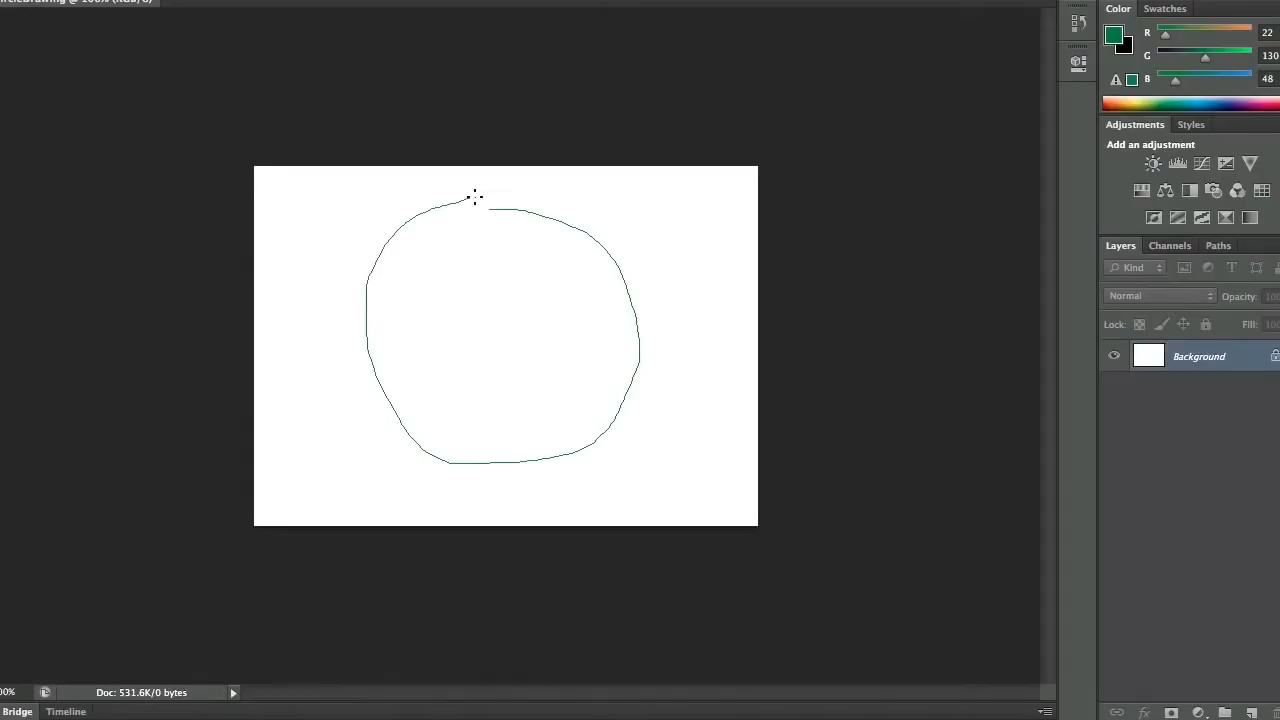 Color Swatches
R 22
G 130
B 48
Adjustments Styles
Add an adjustment
Layers Channels Paths
Kind
Normal Opacity:
Lock: Fill:
Background
Doc: 531.6K/0 bytes
Bridge Timeline